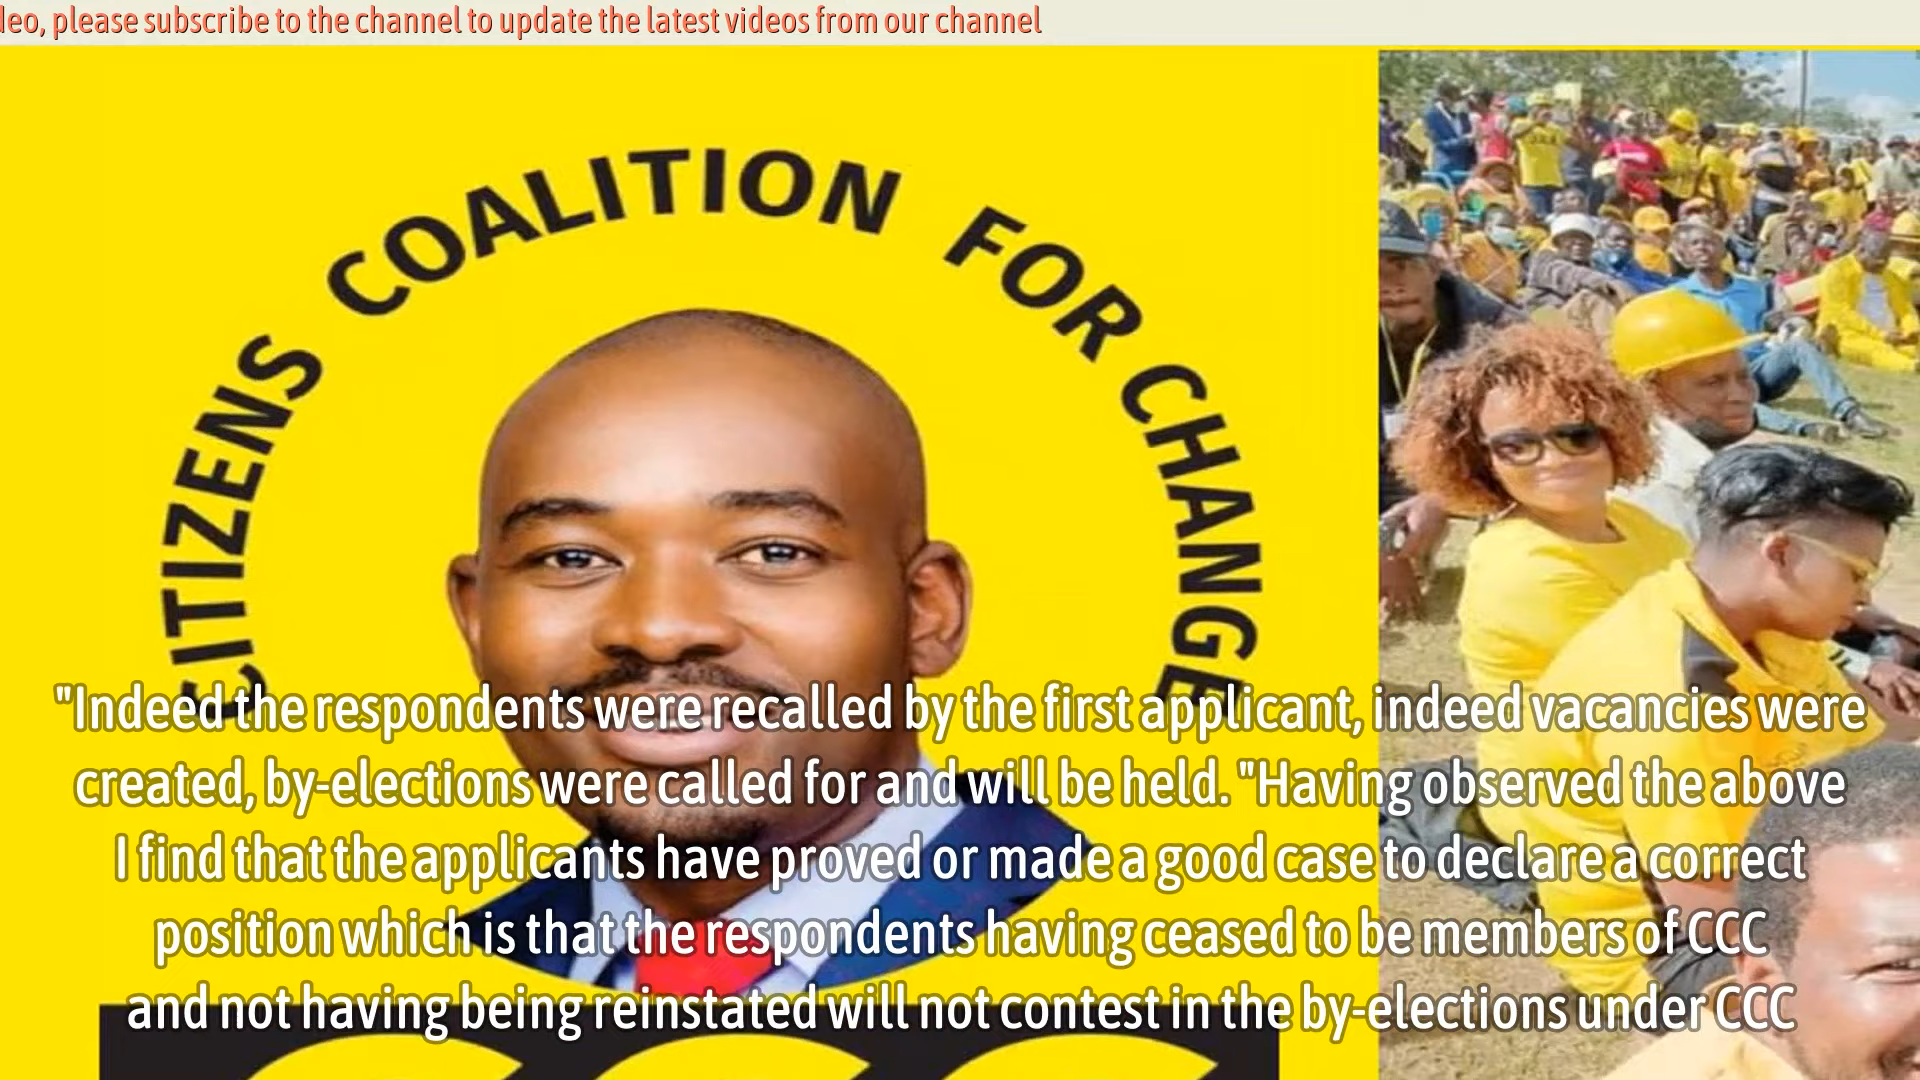 deo, please subscribe to the channel to update the latest videos from our channel
CITIZENS COALITION FOR CHANGE
"Indeed the respondents were recalled by the first applicant, indeed vacancies were
created, by-elections were called for and will be held. "Having observed the above
I find that the applicants have proved or made a good case to declare a correct
position which is that the respondents having ceased to be members of CCC
and not having being reinstated will not contest in the by-elections under CCC
CCC